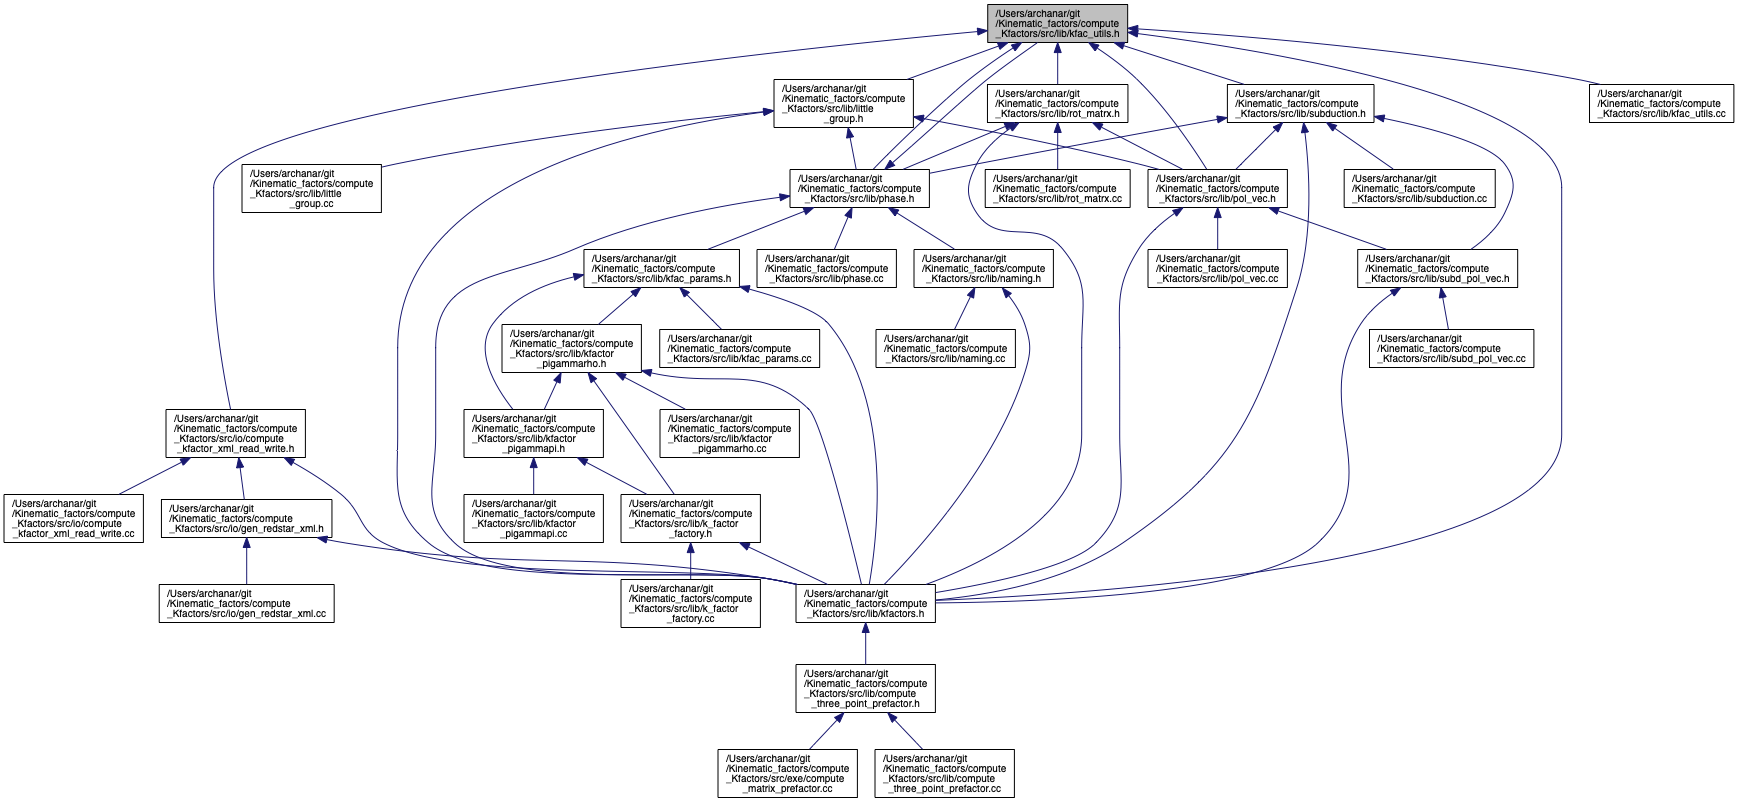 /Users/archanar/git
/Kinematic_factors/compute
_Kfactors/src/lib/kfac_utils.h
/Users/archanar/git
/Kinematic_factors/compute
_Kfactors/src/lib/little
_group.h
/Users/archanar/git
/Kinematic_factors/compute
_Kfactors/src/lib/rot_matrx.h
/Users/archanar/git
/Kinematic_factors/compute
_Kfactors/src/lib/subduction.h
/Users/archanar/git
/Kinematic_factors/compute
_Kfactors/src/lib/kfac_utils.cc
/Users/archanar/git
/Kinematic_factors/compute
_Kfactors/src/lib/little
_group.cc
/Users/archanar/git
/Kinematic_factors/compute
_Kfactors/src/lib/phase.h
/Users/archanar/git
/Kinematic_factors/compute
_Kfactors/src/lib/rot_matrx.cc
/Users/archanar/git
/Kinematic_factors/compute
_Kfactors/src/lib/pol_vec.h
/Users/archanar/git
/Kinematic_factors/compute
_Kfactors/src/lib/subduction.cc
/Users/archanar/git
/Kinematic_factors/compute
_Kfactors/src/lib/kfac_params.h
/Users/archanar/git
/Kinematic_factors/compute
_Kfactors/src/lib/phase.cc
/Users/archanar/git
/Kinematic_factors/compute
_Kfactors/src/lib/naming.h
/Users/archanar/git
/Kinematic_factors/compute
_Kfactors/src/lib/pol_vec.cc
/Users/archanar/git
/Kinematic_factors/compute
_Kfactors/src/lib/subd_pol_vec.h
/Users/archanar/git
/Kinematic_factors/compute
_Kfactors/src/lib/kfactor
_pigammarho.h
/Users/archanar/git
/Kinematic_factors/compute
_Kfactors/src/lib/kfac_params.cc
/Users/archanar/git
/Kinematic_factors/compute
_Kfactors/src/lib/naming.cc
/Users/archanar/git
/Kinematic_factors/compute
_Kfactors/src/lib/subd_pol_vec.cc
/Users/archanar/git
/Kinematic_factors/compute
_Kfactors/src/io/compute
_kfactor_xml_read_write.h
/Users/archanar/git
/Kinematic_factors/compute
_Kfactors/src/lib/kfactor
_pigammapi.h
/Users/archanar/git
/Kinematic_factors/compute
_Kfactors/src/lib/kfactor
_pigammarho.cc
/Users/archanar/git
/Kinematic_factors/compute
_Kfactors/src/io/compute
_kfactor_xml_read_write.cc
/Users/archanar/git
/Kinematic_factors/compute
_Kfactors/src/io/gen_redstar_xml.h
/Users/archanar/git
/Kinematic_factors/compute
_Kfactors/src/lib/kfactor
_pigammapi.cc
/Users/archanar/git
/Kinematic_factors/compute
_Kfactors/src/lib/k_factor
_factory.h
/Users/archanar/git
/Kinematic_factors/compute
_Kfactors/src/io/gen_redstar_xml.cc
/Users/archanar/git
/Kinematic_factors/compute
_Kfactors/src/lib/k_factor
_factory.cc
/Users/archanar/git
/Kinematic_factors/compute
_Kfactors/src/lib/kfactors.h
/Users/archanar/git
/Kinematic_factors/compute
_Kfactors/src/lib/compute
_three_point_prefactor.h
/Users/archanar/git
/Kinematic_factors/compute
_Kfactors/src/exe/compute
_matrix_prefactor.cc
/Users/archanar/git
/Kinematic_factors/compute
_Kfactors/src/lib/compute
_three_point_prefactor.cc